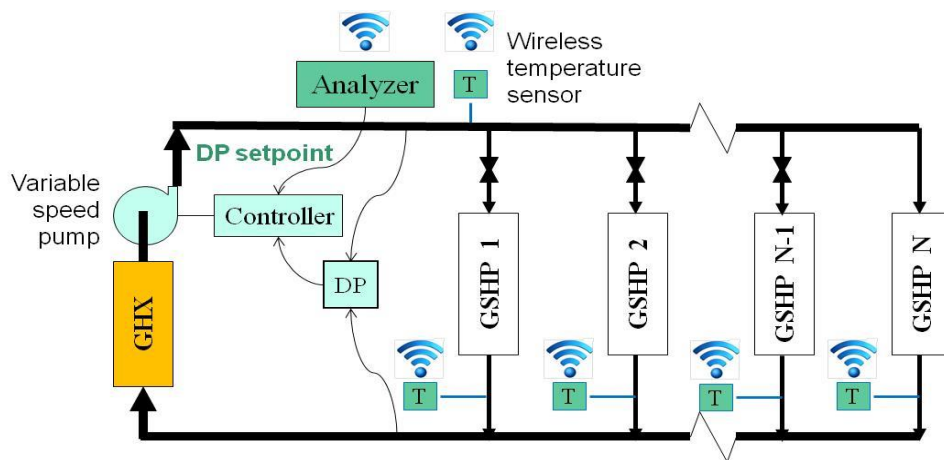 Wireless
temperature
sensor
Analyzer
T
DP setpoint
Variable
speed
pump
Controller
DP
GHX
GSHP 1
GSHP 2
GSHP N-1
GSHP N
T
T
T
T